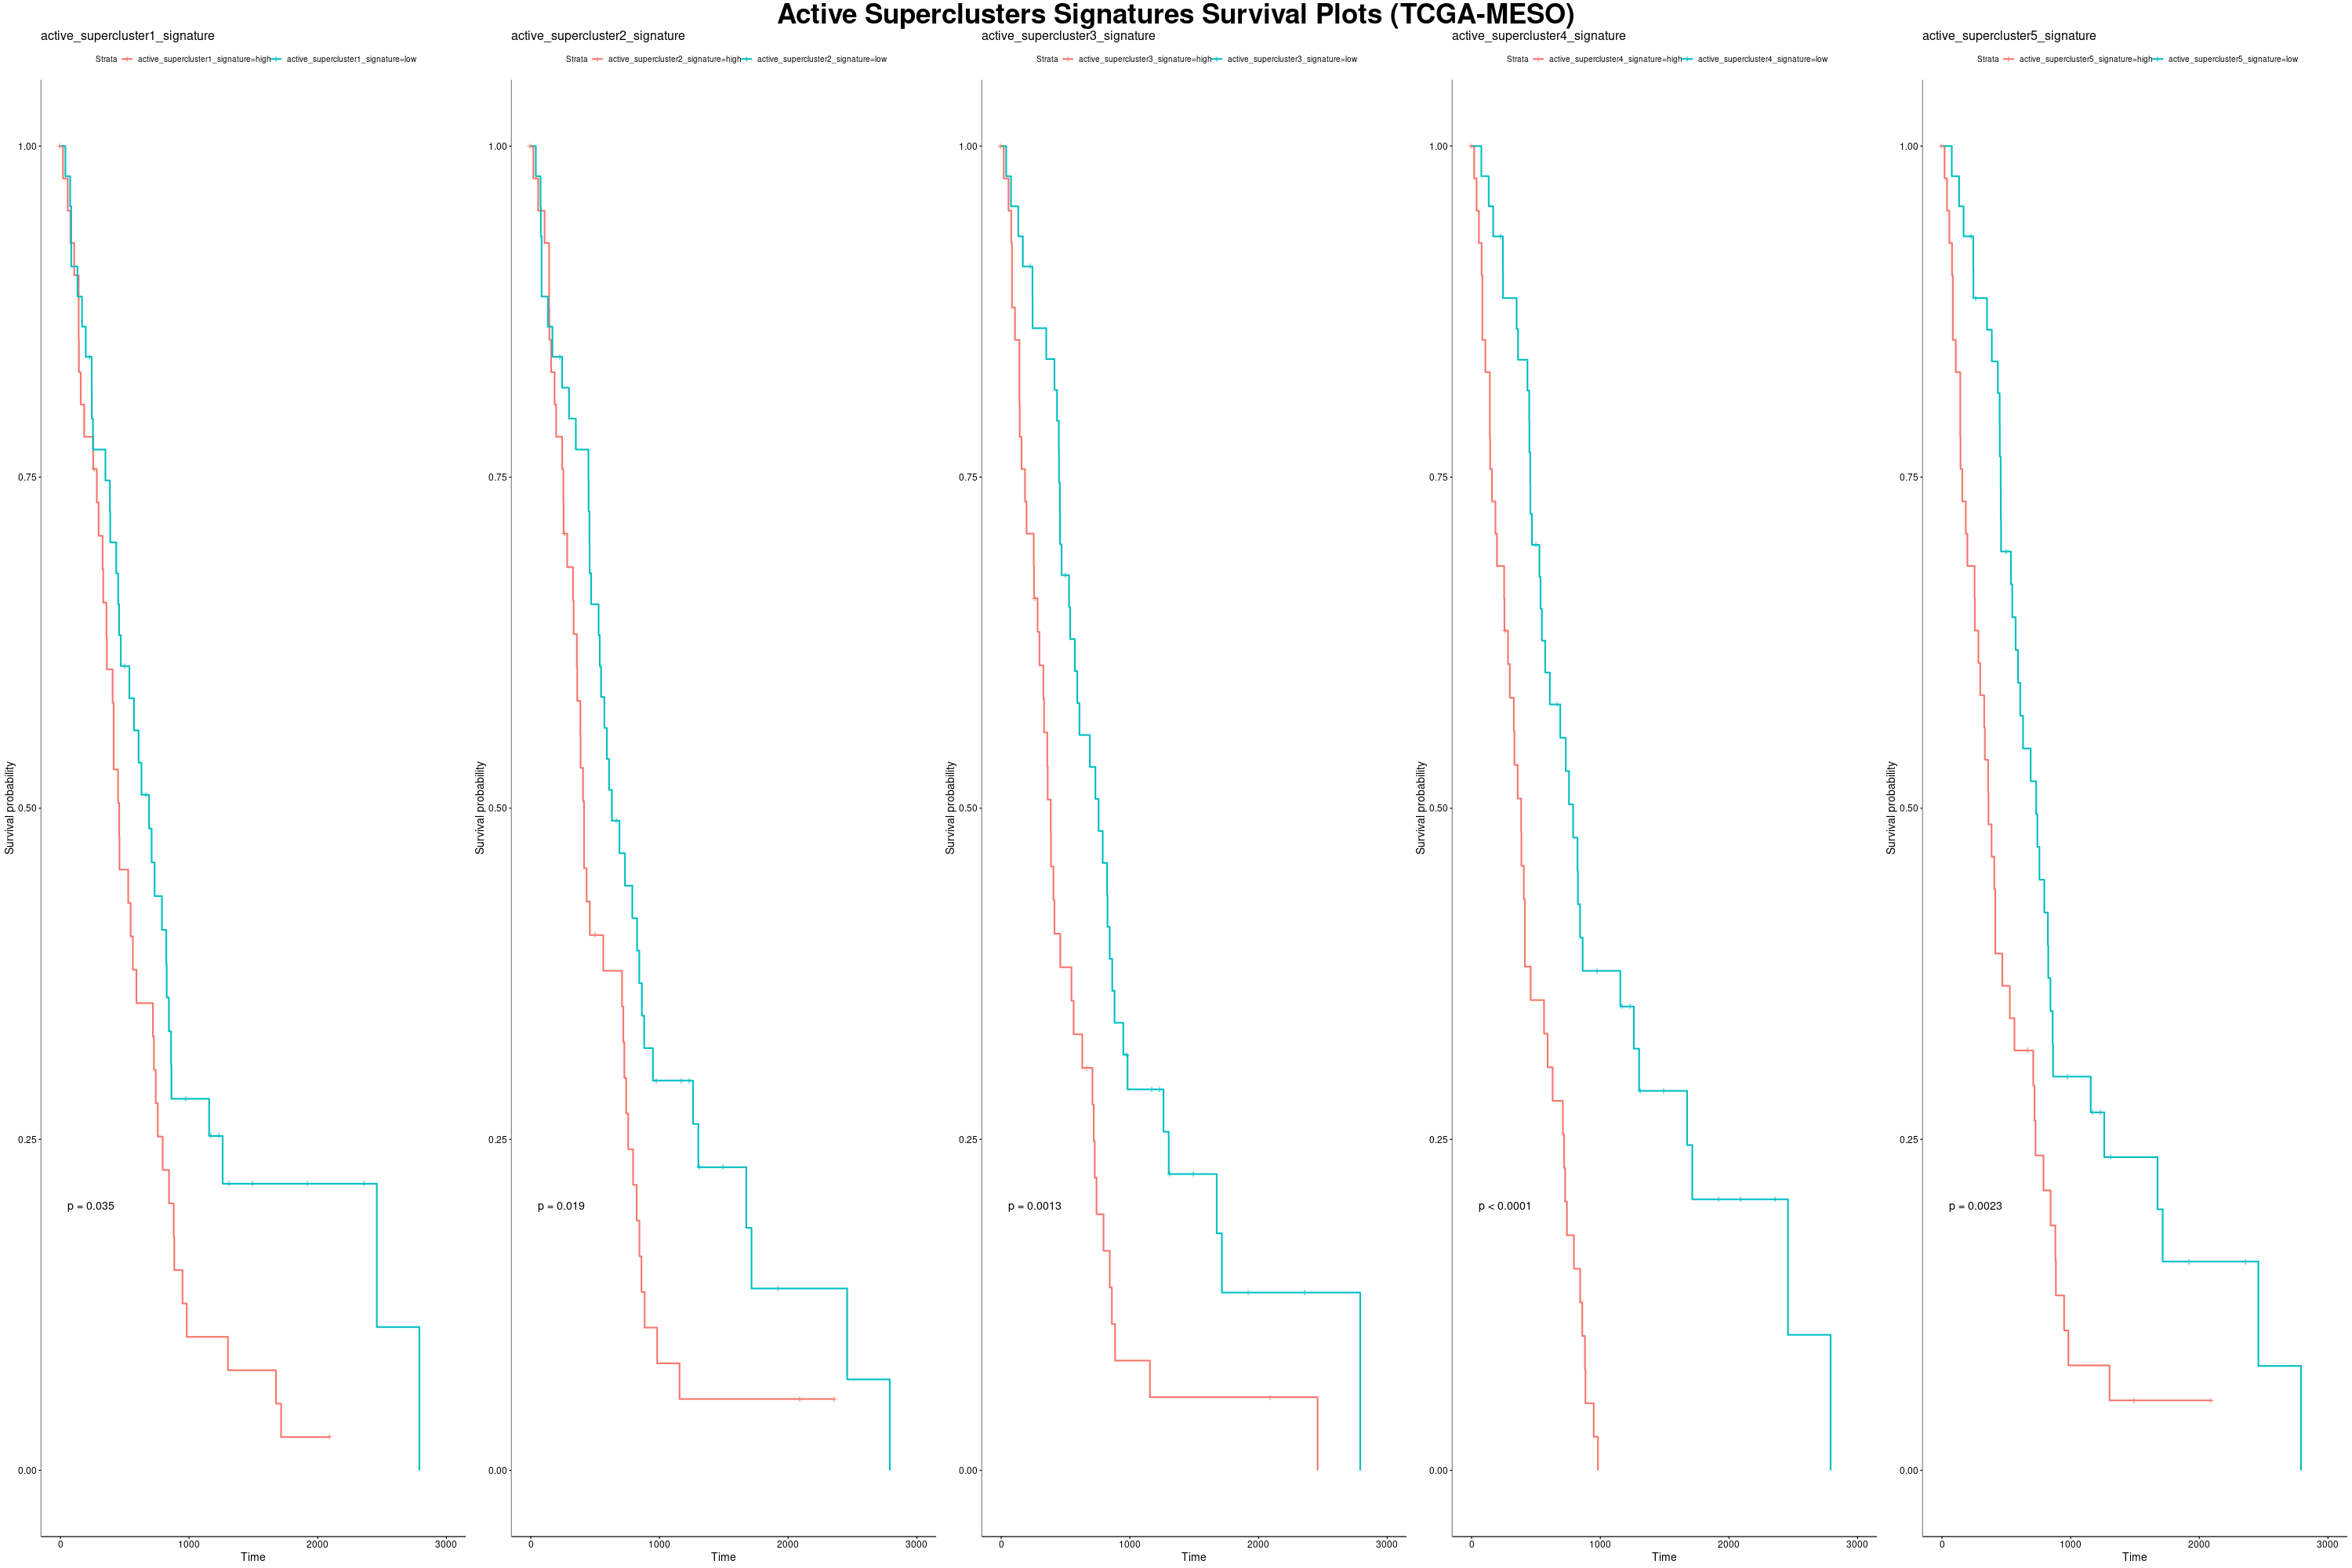 Active Superclusters Signatures Survival Plots (TCGA-MESO)
active_supercluster1_signature
Strata active_supercluster1_signature=high active_supercluster1_signature=low
1.00
0.75
0.50
0.25
0.00
Survival probability
p = 0.035
0 1000 2000 3000
Time
active_supercluster2_signature
Strata active_supercluster2_signature=high active_supercluster2_signature=low
1.00
0.75
0.50
0.25
0.00
Survival probability
p = 0.019
0 1000 2000 3000
Time
active_supercluster3_signature
Strata active_supercluster3_signature=high active_supercluster3_signature=low
1.00
0.75
0.50
0.25
0.00
Survival probability
p = 0.0013
0 1000 2000 3000
Time
active_supercluster4_signature
Strata active_supercluster4_signature=high active_supercluster4_signature=low
1.00
0.75
0.50
0.25
0.00
Survival probability
p < 0.0001
0 1000 2000 3000
Time
active_supercluster5_signature
Strata active_supercluster5_signature=high active_supercluster5_signature=low
1.00
0.75
0.50
0.25
0.00
Survival probability
p = 0.0023
0 1000 2000 3000
Time